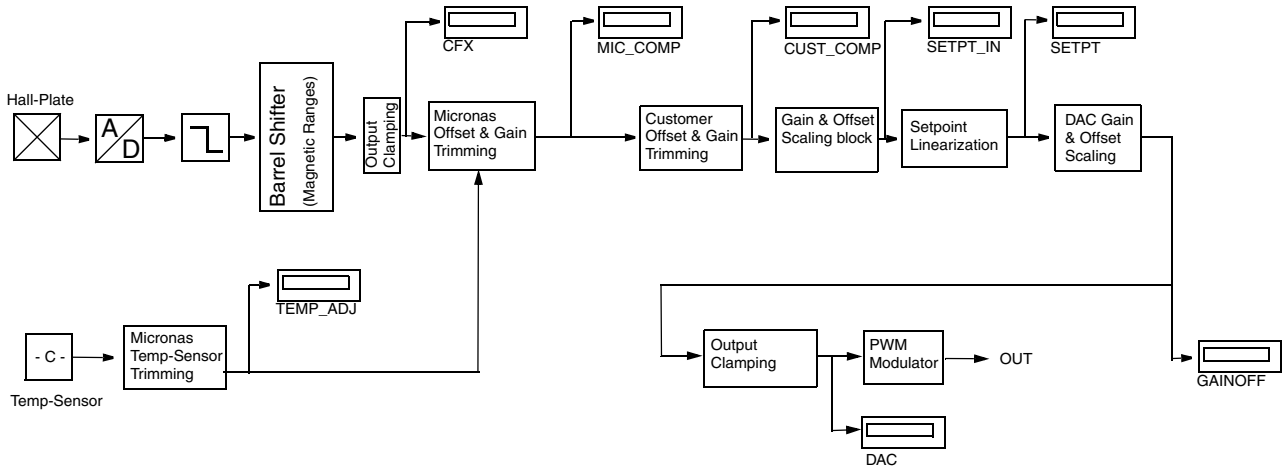 CFX
MIC_COMP
CUST_COMP
SETPT_IN
SETPT
Hall-Plate
A
D
Barrel Shifter
(Magnetic Ranges)
Output
Clamping
Micronas
Offset & Gain
Trimming
Customer
Offset & Gain
Trimming
Gain & Offset
Scaling block
Setpoint
Linearization
DAC Gain
& Offset
Scaling
TEMP_ADJ
- C -
Temp-Sensor
Micronas
Temp-Sensor
Trimming
Output
Clamping
PWM
Modulator
OUT
GAINOFF
DAC